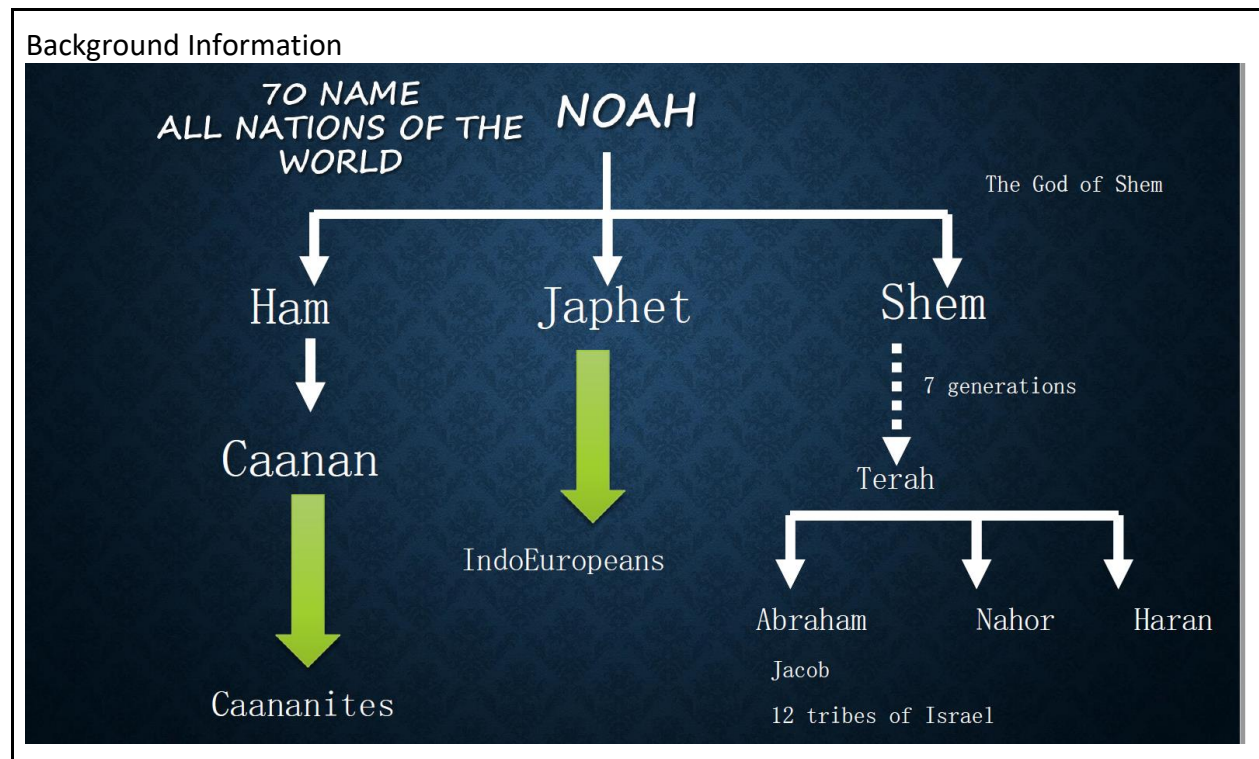 Background Information
70 NAME
ALL NATIONS OF THE
WORLD
NOAH
The God of Shem
Ham
Japhet
Shem
7 generations
Caanan
Terah
IndoEuropeans
Abraham
Nahor
Haran
Jacob
Caananites
12 tribes of Israel